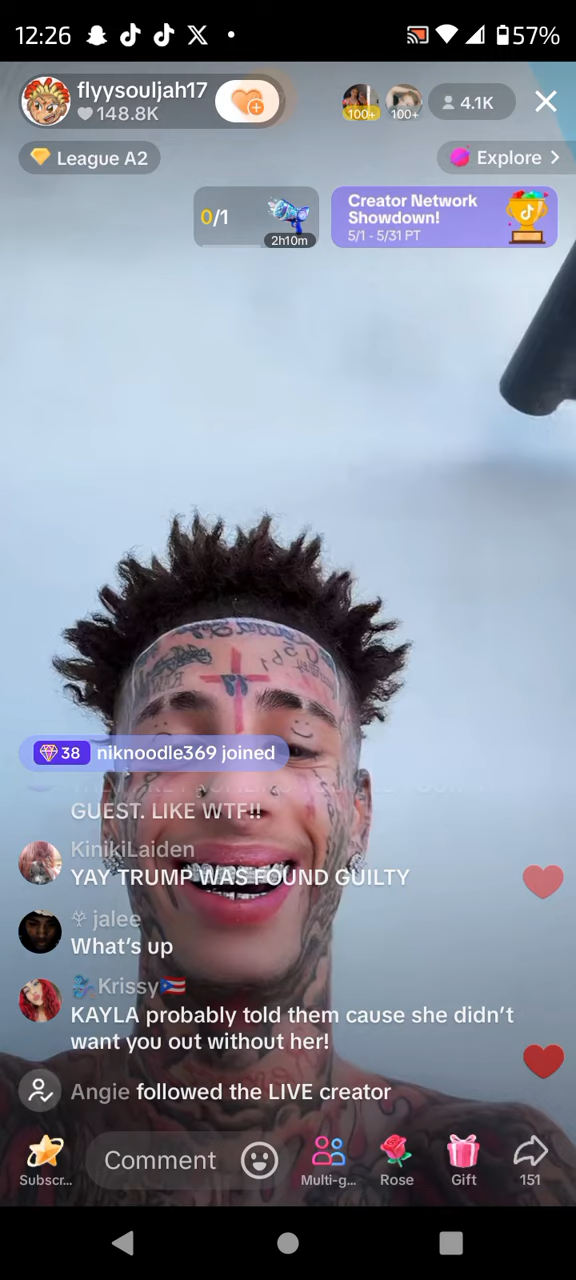 12:26
57%
flyysouljah17
148.8K
100+
100+
4.1K
League A2
Explore
0/1
2h10m
Creator Network
Showdown!
5/1 - 5/31 PT
38 niknoodle369 joined
GUEST. LIKE WTF!!
KinikiLaiden
YAY TRUMP WAS FOUND GUILTY
jalee
What's up
Krissy
KAYLA probably told them cause she didn't
want you out without her!
Angie followed the LIVE creator
Comment
Subscr...
Multi-g...
Rose
Gift
151